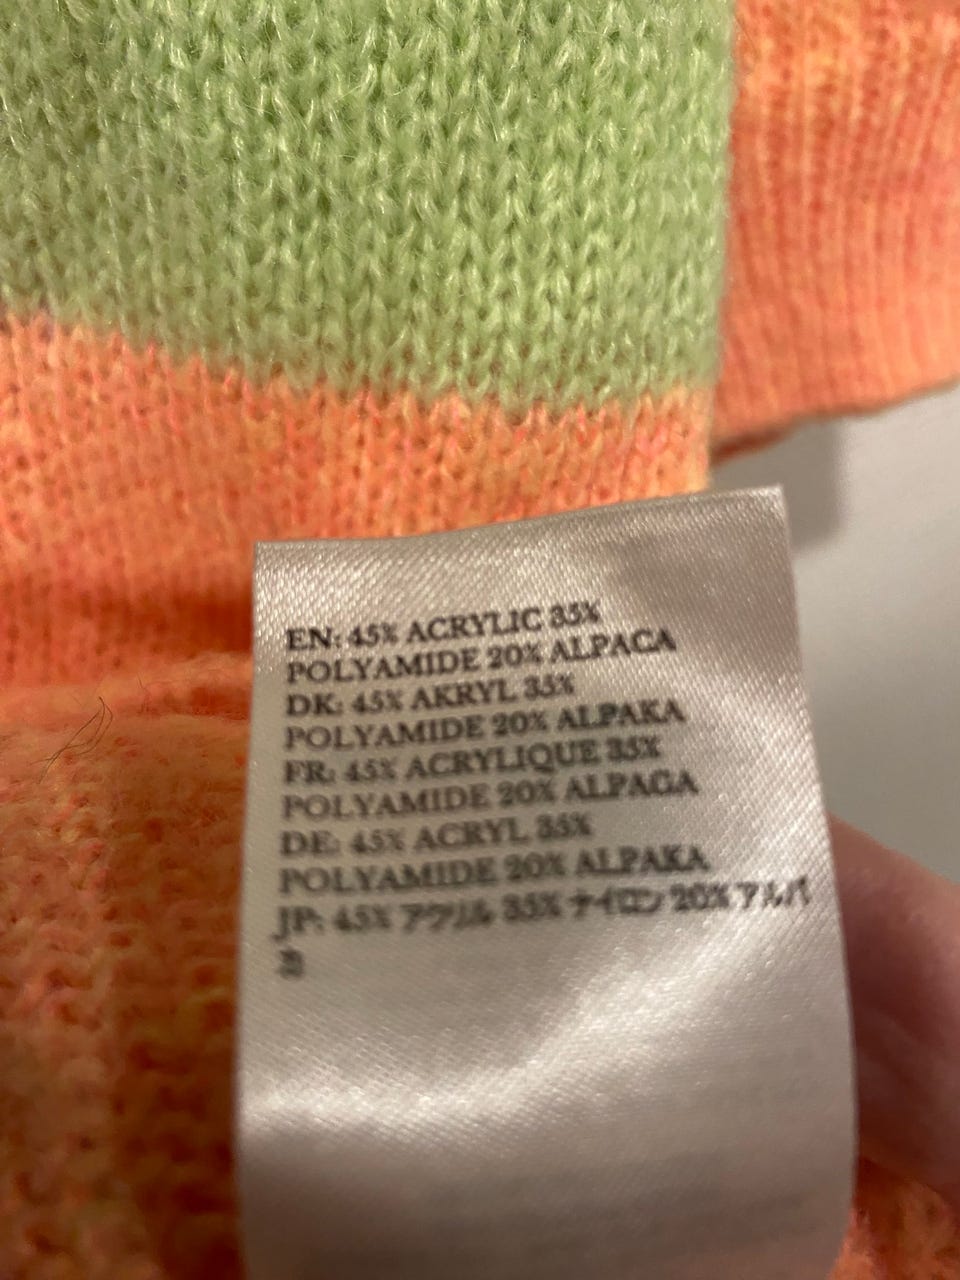 EN: 45% ACRYLIC 35%
POLYAMIDE 20% ALPACA
DK: 45% AKRYL 35%
POLYAMIDE 20% ALPAKA
FR: 45% ACRYLIQUE 35%
POLYAMIDE 20% ALPAGA
DE: 45% ACRYL 35%
POLYAMIDE 20% ALPAKA
JP: 45% アクリル 35% ナイロン 20% アルパ
カ